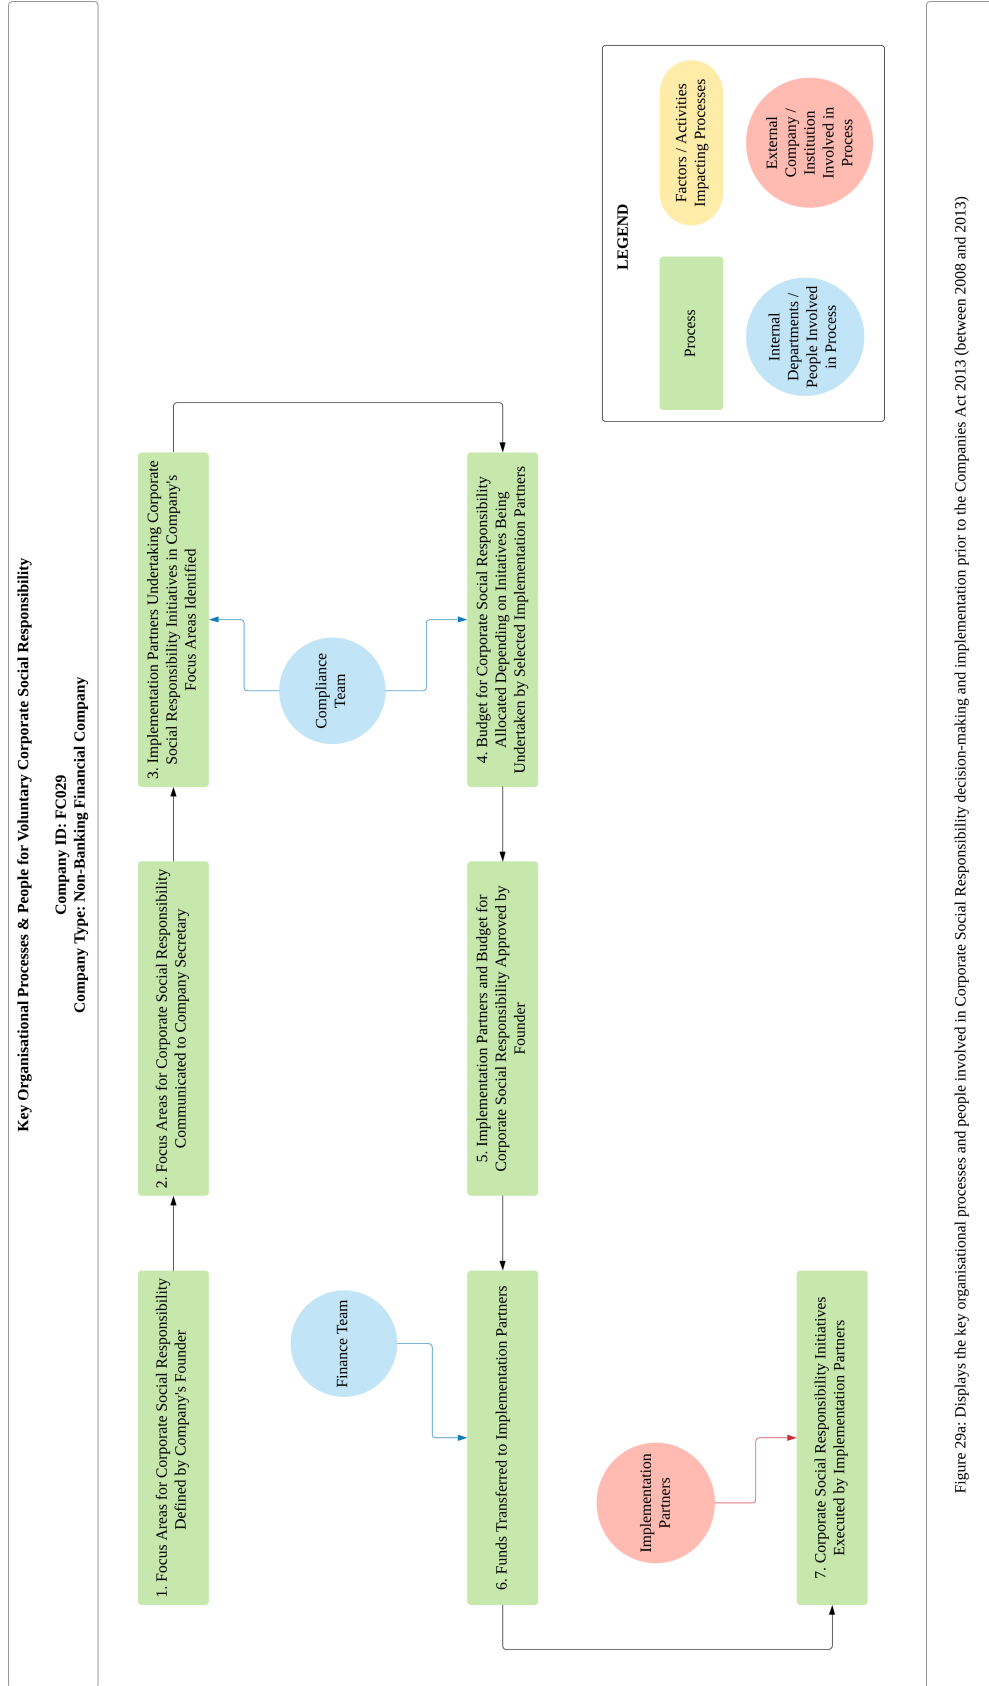 Key Organisational Processes & People for Voluntary Corporate Social Responsibility
Company ID: FC029
Company Type: Non-Banking Financial Company
1. Focus Areas for Corporate Social Responsibility
Defined by Company's Founder
2. Focus Areas for Corporate Social Responsibility
Communicated to Company Secretary
3. Implementation Partners Undertaking Corporate
Social Responsibility Initiatives in Company's
Focus Areas Identified
Compliance
Team
Finance Team
4. Budget for Corporate Social Responsibility
Allocated Depending on Initatives Being
Undertaken by Selected Implementation Partners
5. Implementation Partners and Budget for
Corporate Social Responsibility Approved by
Founder
6. Funds Transferred to Implementation Partners
Implementation
Partners
7. Corporate Social Responsibility Initiatives
Executed by Implementation Partners
LEGEND
Process
Factors / Activities
Impacting Processes
Internal
Departments /
People Involved
in Process
External
Company /
Institution
Involved in
Process
Figure 29a: Displays the key organisational processes and people involved in Corporate Social Responsibility decision-making and implementation prior to the Companies Act 2013 (between 2008 and 2013)